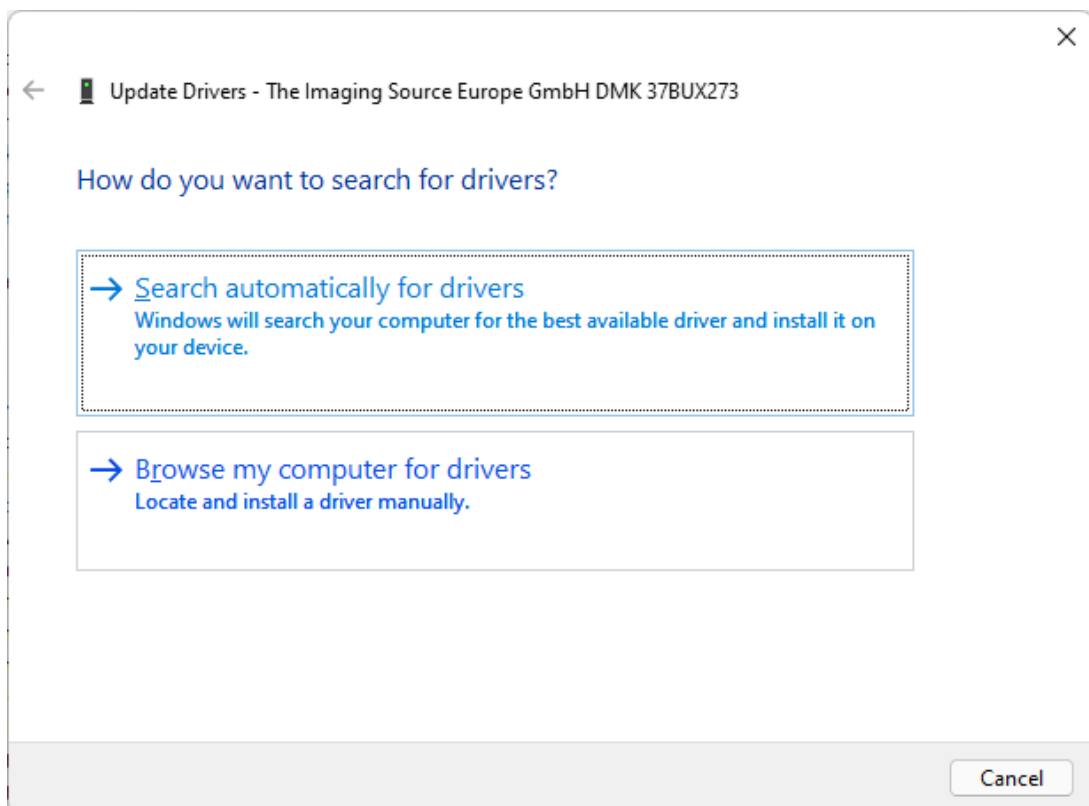 Update Drivers - The Imaging Source Europe GmbH DMK 37BUX273
How do you want to search for drivers?
Search automatically for drivers
Windows will search your computer for the best available driver and install it on
your device.
Browse my computer for drivers
Locate and install a driver manually.
Cancel